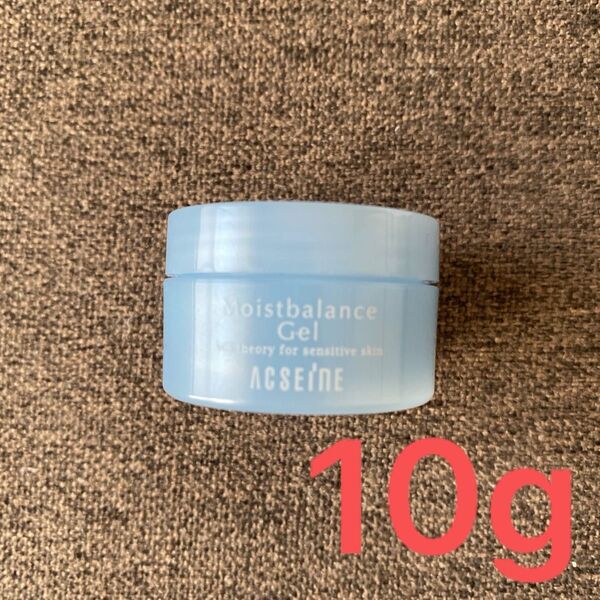 Moistbalance
Gel
Theory for sensitive skin
ACSEINE
10g